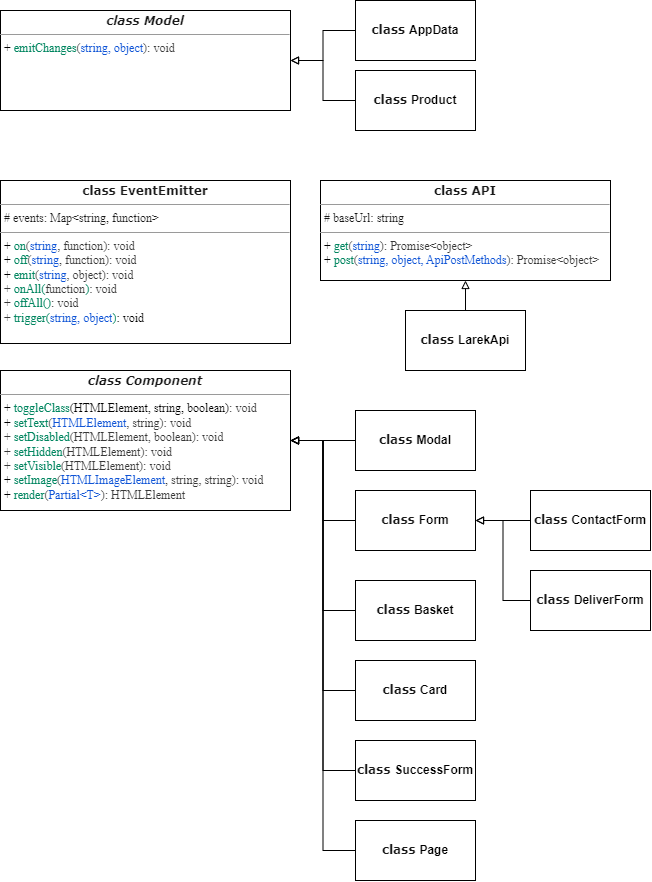 class Model
+ emitChanges(string, object): void
class AppData
class Product
class EventEmitter
# events: Map<string, function>
+ on(string, function): void
+ off(string, function): void
+ emit(string, object): void
+ onAll(function): void
+ offAll(): void
+ trigger(string, object): void
class API
# baseUrl: string
+ get(string): Promise<object>
+ post(string, object, ApiPostMethods): Promise<object>
class LarekApi
class Component
+ toggleClass(HTMLElement, string, boolean): void
+ setText(HTMLElement, string): void
+ setDisabled(HTMLElement, boolean): void
+ setHidden(HTMLElement): void
+ setVisible(HTMLElement): void
+ setImage(HTMLImageElement, string, string): void
+ render(Partial<T>): HTMLElement
class Modal
class Form
class ContactForm
class DeliverForm
class Basket
class Card
class SuccessForm
class Page